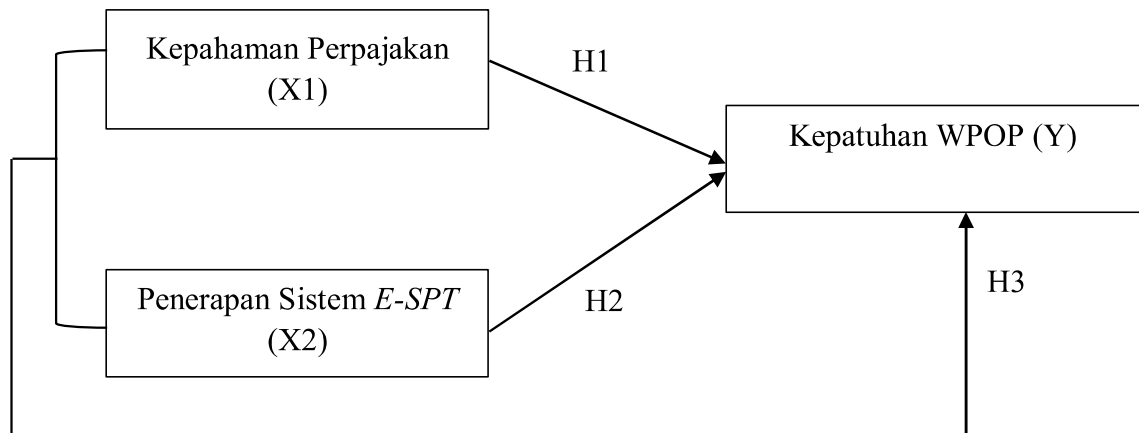 Kepahaman Perpajakan
(X1)
H1
Kepatuhan WPOP (Y)
Penerapan Sistem E-SPT
(X2)
H2
H3